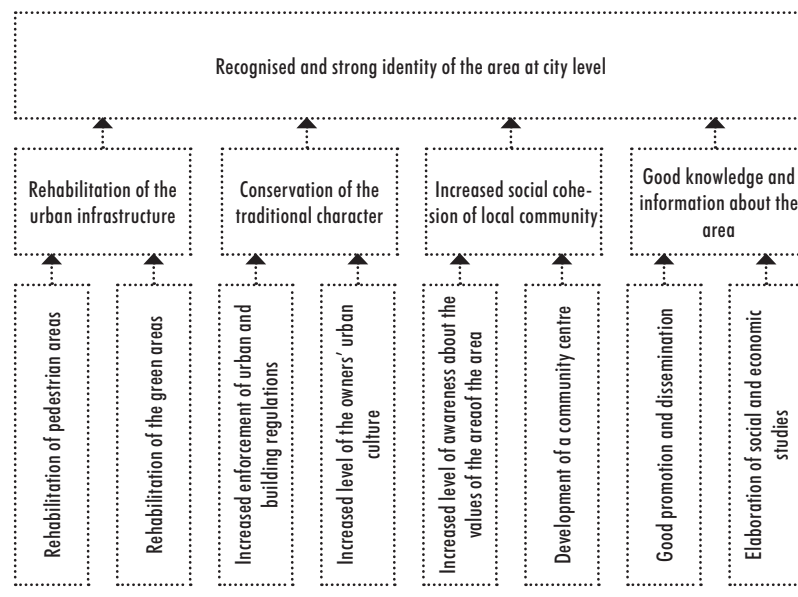 Recognised and strong identity of the area at city level
Rehabilitation of the
urban infrastructure
Conservation of the
traditional character
Increased social cohe-
sion of local community
Good knowledge and
information about the
area
Rehabilitation of pedestrian areas
Rehabilitation of the green areas
Increased enforcement of urban and
building regulations
Increased level of the owners' urban
culture
Increased level of awareness about the
values of the areaof the area
Development of a community centre
Good promotion and dissemination
Elaboration of social and economic
studies